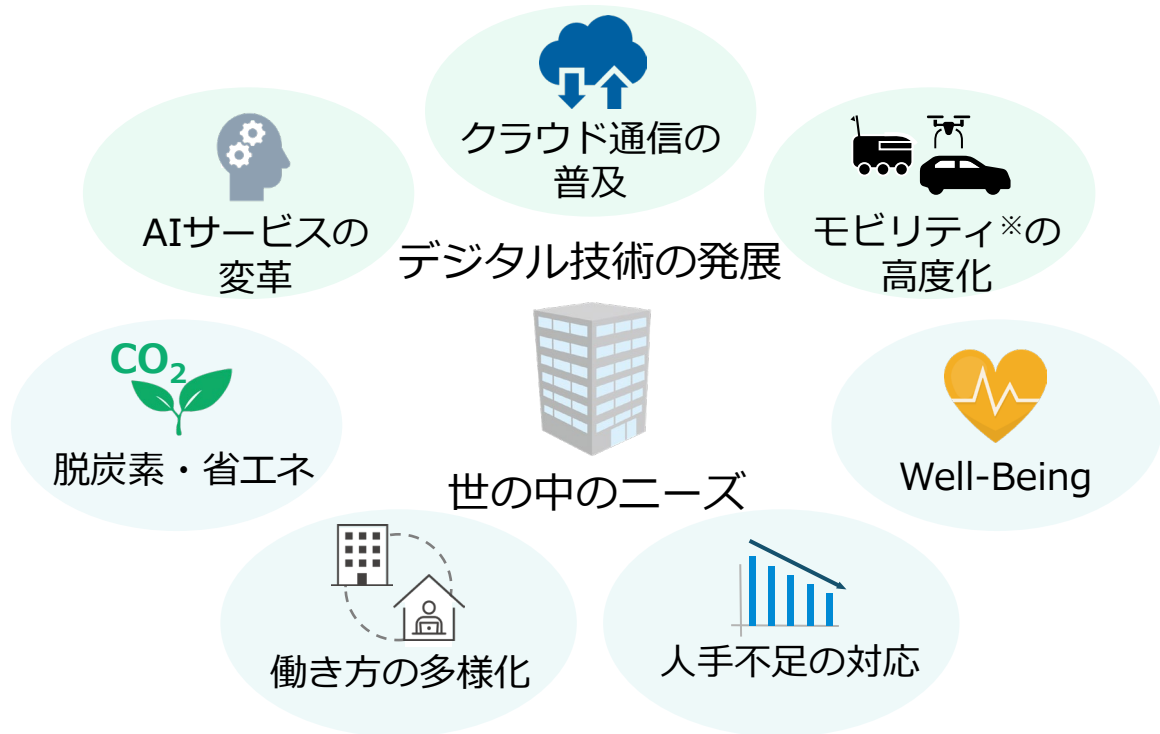 クラウド通信の
普及
AIサービスの
変革
モビリティ※の
高度化
デジタル技術の発展
CO₂
脱炭素・省エネ
Well-Being
世の中のニーズ
働き方の多様化
人手不足の対応